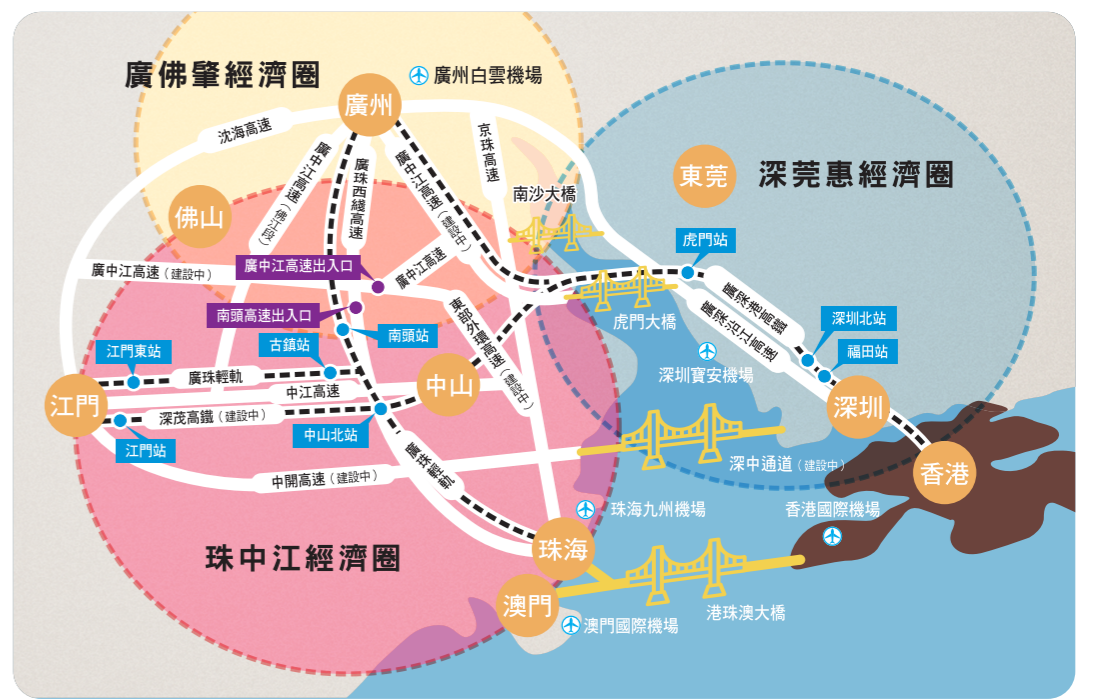 廣佛肇經濟圈
廣州白雲機場
廣州
沈海高速
京珠高速
廣中江高速(佛江段)
廣珠西綫高速
廣中江高速(建設中)
東莞
深莞惠經濟圈
南沙大橋
佛山
虎門站
廣中江高速(建設中)
廣中江高速出入口
廣中江高速
南頭高速出入口
東部外環高速(建設中)
虎門大橋
廣深港高鐵
廣深沿江高速
深圳北站
福田站
南頭站
古鎮站
江門東站
深圳寶安機場
廣珠輕軌
中江高速
中山
江門
深圳
深茂高鐵(建設中)
江門站
中山北站
廣珠輕軌
深中通道(建設中)
香港
中開高速(建設中)
珠海九州機場
香港國際機場
珠中江經濟圈
珠海
澳門
港珠澳大橋
澳門國際機場